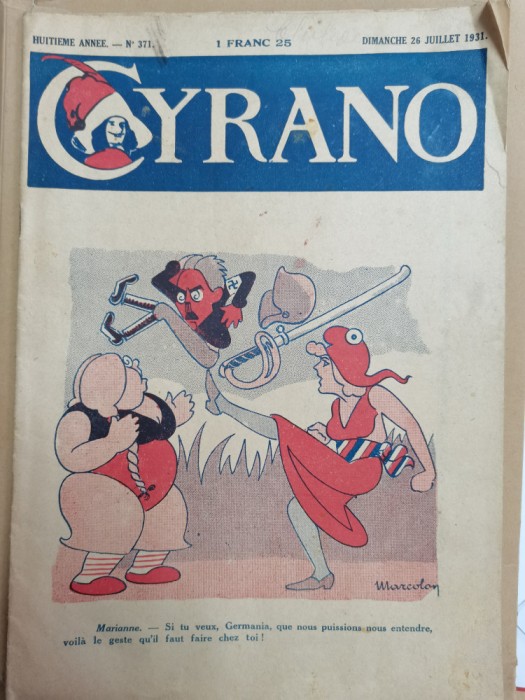 HUITIEME ANNEE. — N° 371. 1 FRANC 25 DIMANCHE 26 JUILLET 1931.
CYRANO
Marcolon
Marianne. — Si tu veux, Germania, que nous puissions nous entendre,
voilà le geste qu'il faut faire chez toi !